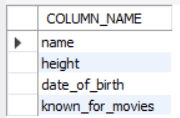 COLUMN_NAME
name
height
date_of_birth
known_for_movies